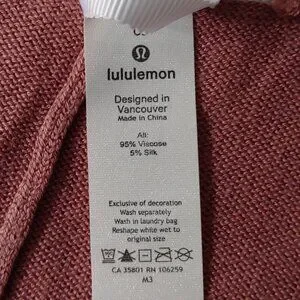 lululemon
Designed in
Vancouver
Made in China
All:
95% Viscose
5% Silk
Exclusive of decoration
Wash separately
Wash in laundry bag
Reshape while wet to
original size
CA 35801 RN 106259
M3